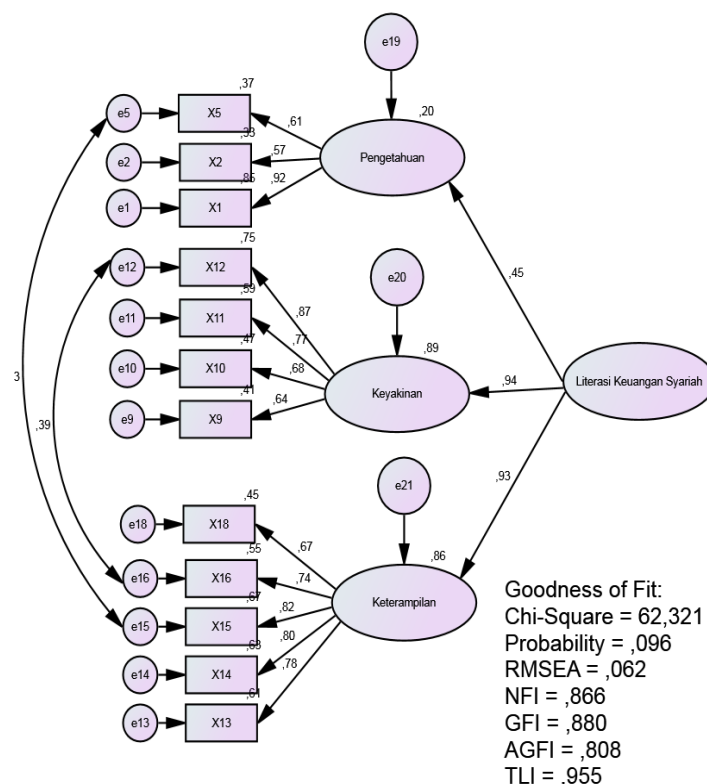 e19
,37
,20
e5
X5
,61
Pengetahuan
,33
e2
X2
,57
,85
,92
e1
X1
,75
e12
X12
e20
,45
,59
,87
e11
X11
,77
,89
,47
e10
X10
,68
Keyakinan
,94
Literasi Keuangan Syariah
3
,41
,64
e9
X9
,39
,93
e21
,45
e18
X18
,67
,86
,55
e16
X16
,74
Keterampilan
,67
,82
e15
X15
,63
,80
e14
X14
,78
,61
e13
X13
Goodness of Fit:
Chi-Square = 62,321
Probability = ,096
RMSEA = ,062
NFI = ,866
GFI = ,880
AGFI = ,808
TLI = ,955